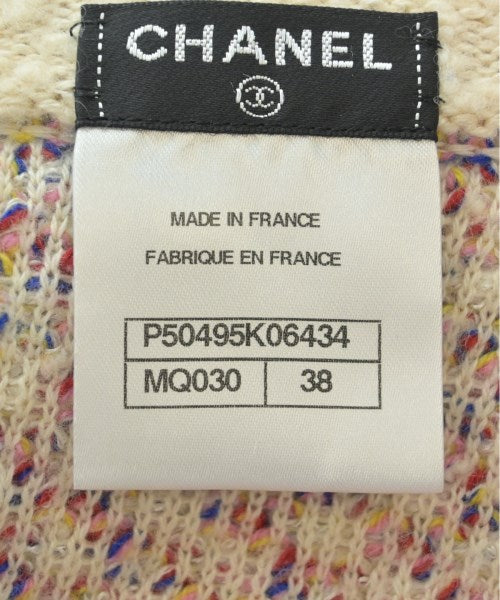 CHANEL
MADE IN FRANCE
FABRIQUE EN FRANCE
P50495K06434
MQ030 38